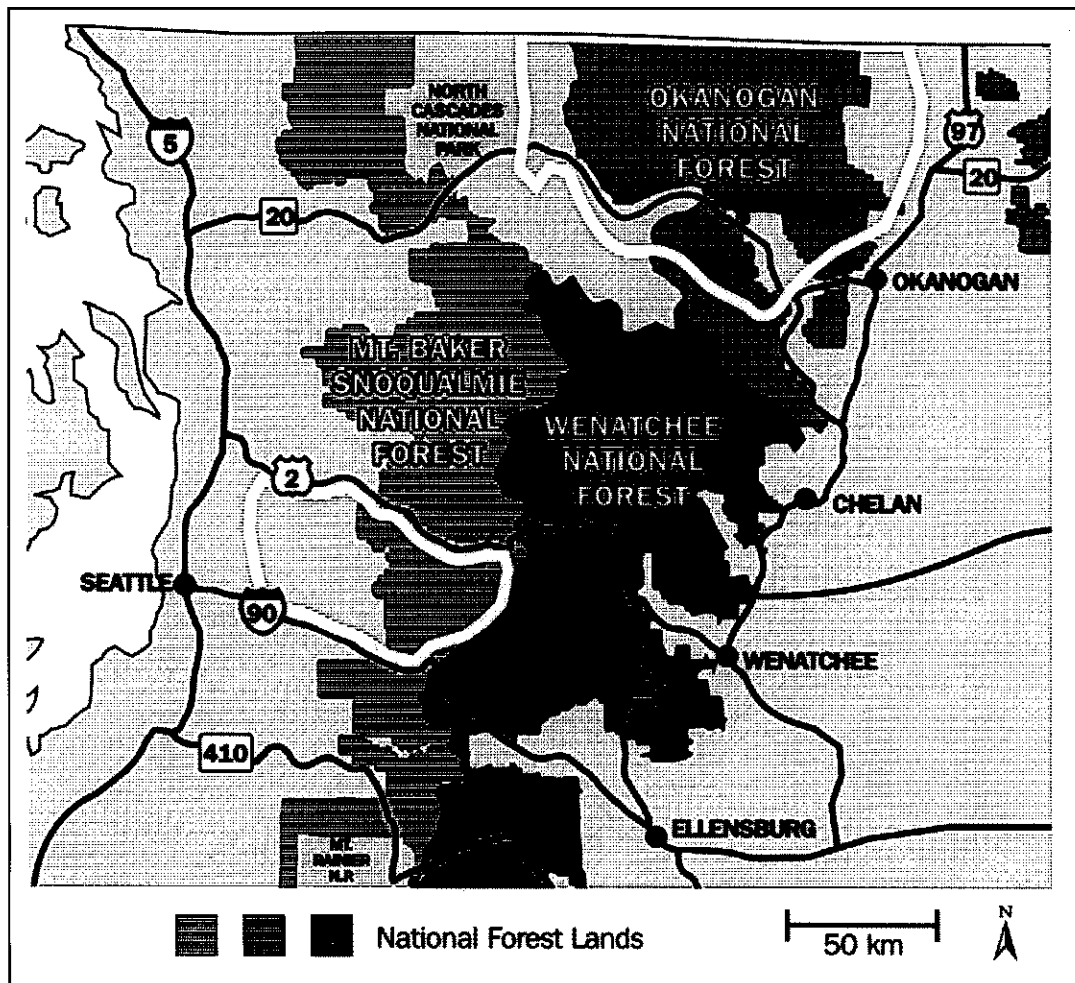 NORTH
CASCADES
NATIONAL
PARK
OKANOGAN
NATIONAL
FOREST
5
97
20
20
OKANOGAN
MT. BAKER
SNOQUALMIE
NATIONAL
FOREST
WENATCHEE
NATIONAL
FOREST
2
CHELAN
SEATTLE
90
WENATCHEE
410
ELLENSBURG
MT.
RAINIER
N.P
National Forest Lands
50 km
N